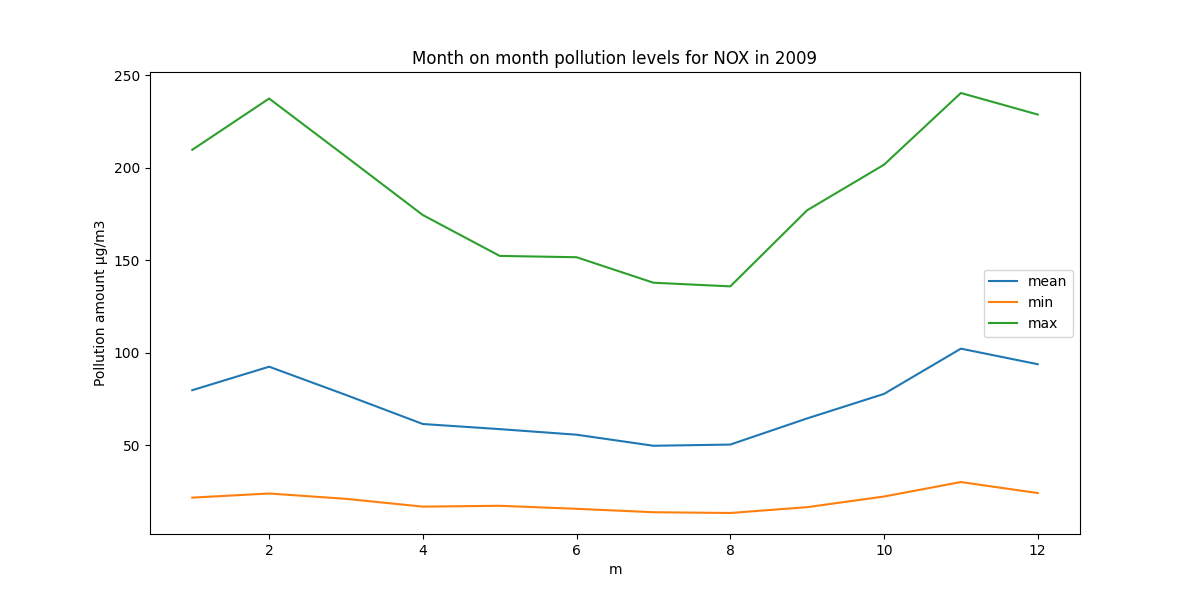 Month on month pollution levels for NOX in 2009
250
200
150
100
50
Pollution amount µg/m3
mean
min
max
2 4 6 8 10 12
m